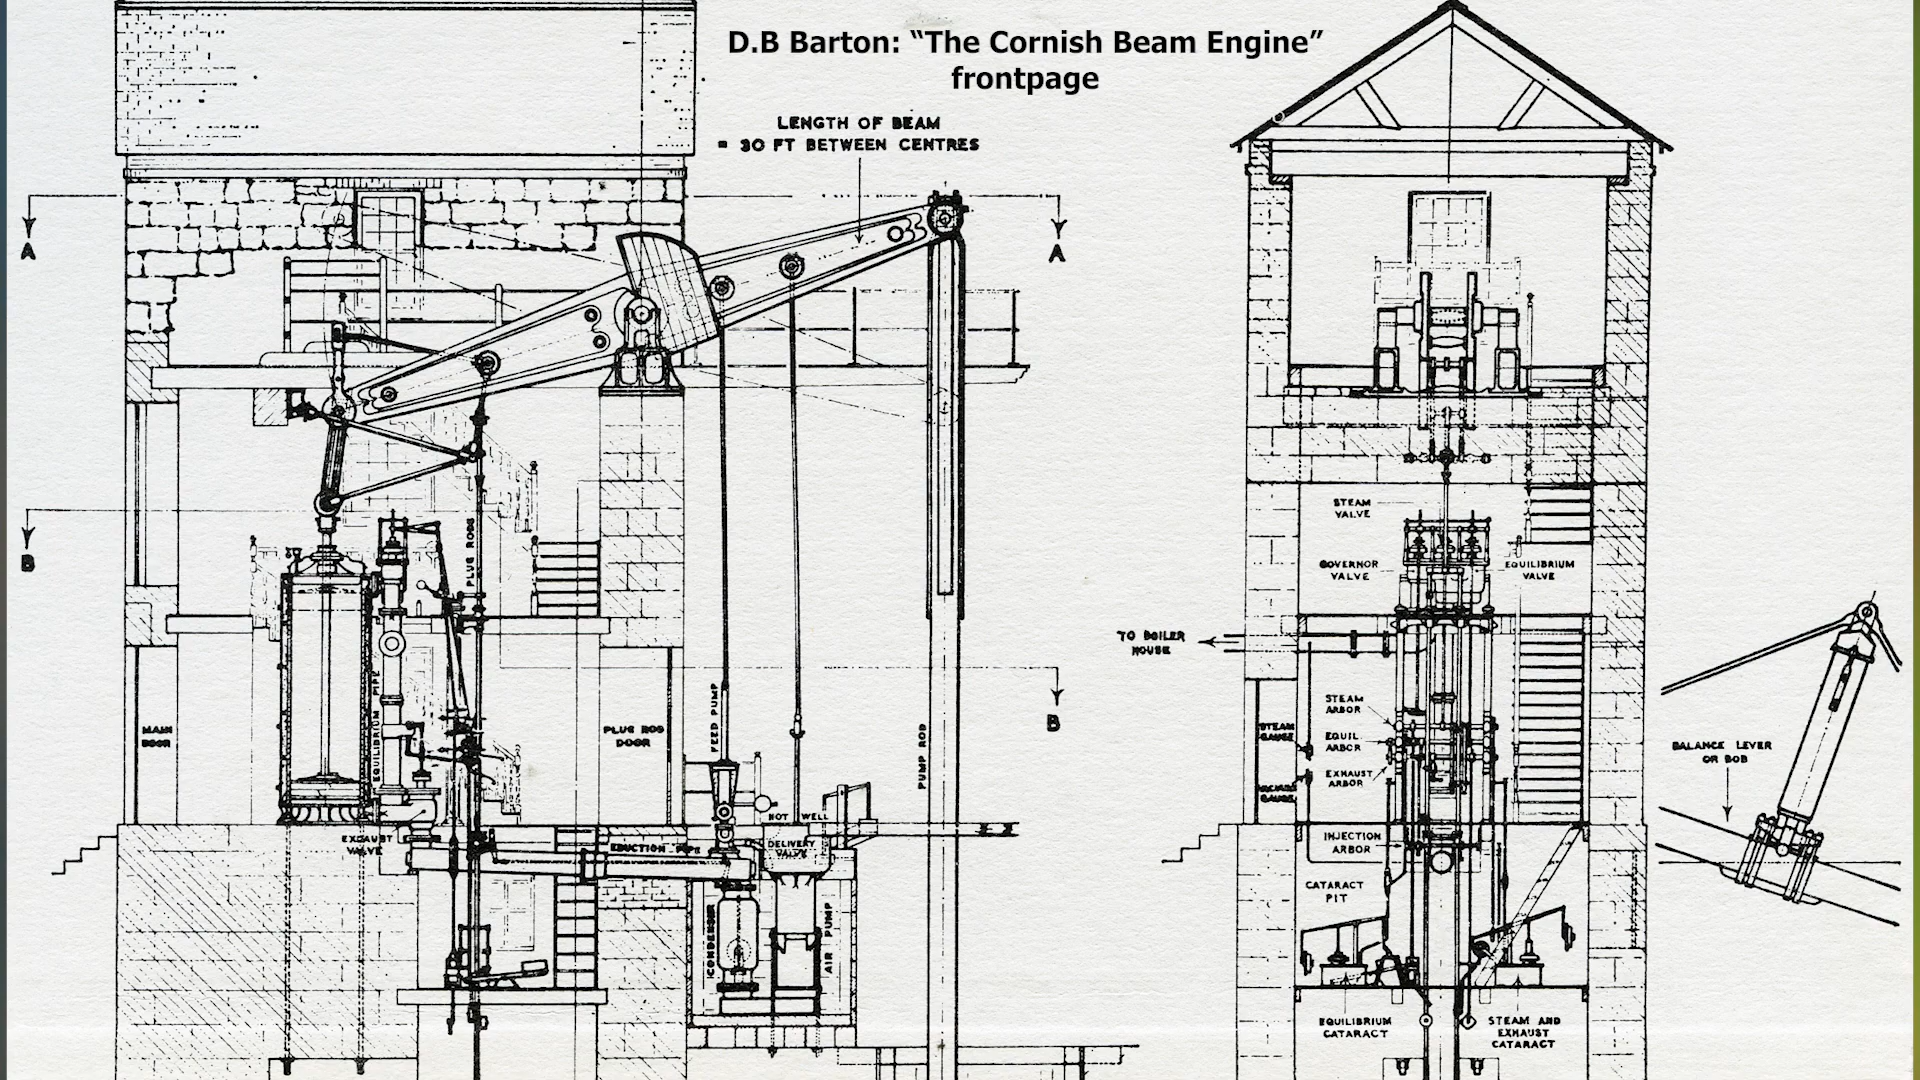 D.B Barton: “The Cornish Beam Engine”
frontpage
LENGTH OF BEAM
= 30 FT BETWEEN CENTRES
A
A
B
B
PLUG RODS
EQUILIBRIUM PIPE
MAIN
DOOR
PLUG ROD
DOOR
FEED PUMP
PUMP ROD
HOT WELL
EXHAUST
VALVE
EDUCTION PIPE
DELIVERY
VALVE
CONDENSER
AIR PUMP
STEAM
VALVE
GOVERNOR
VALVE
EQUILIBRIUM
VALVE
TO BOILER
HOUSE
STEAM
GAUGE
STEAM
ARBOR
EQUIL
ARBOR
EXHAUST
ARBOR
GAUGE
INJECTION
ARBOR
CATARACT
PIT
EQUILIBRIUM
CATARACT
STEAM AND
EXHAUST
CATARACT
BALANCE LEVER
OR BOB